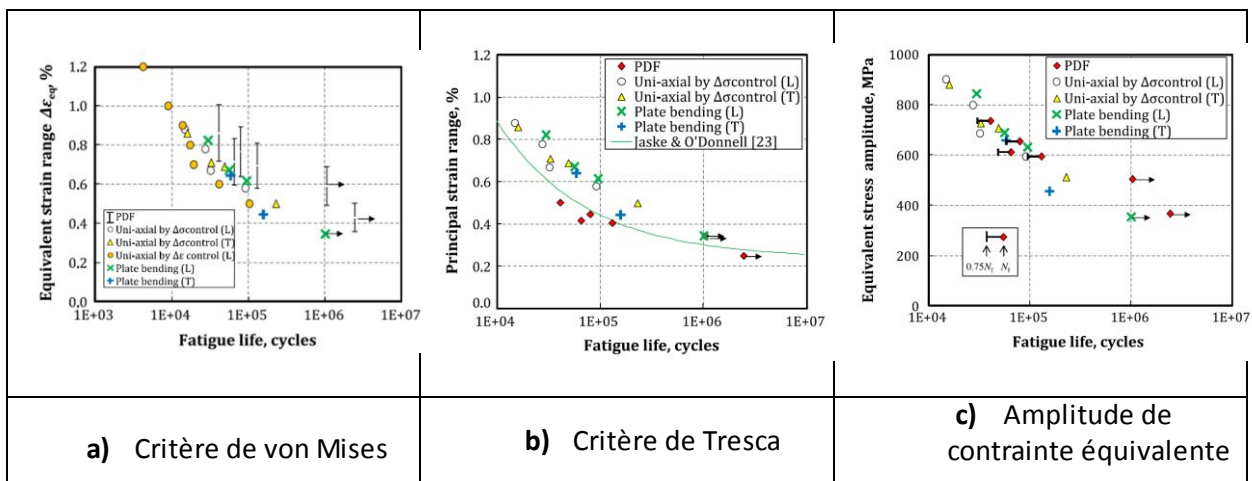 Equivalent strain range Δε_eq, %
1.2
1.0
0.8
0.6
0.4
0.2
0.0
PDF
Uni-axial by Δσcontrol (L)
Uni-axial by Δσcontrol (T)
Uni-axial by Δε control (L)
Plate bending (L)
Plate bending (T)
1E+03 1E+04 1E+05 1E+06 1E+07
Fatigue life, cycles
Principal strain range, %
1.2
1.0
0.8
0.6
0.4
0.2
0.0
PDF
Uni-axial by Δσcontrol (L)
Uni-axial by Δσcontrol (T)
Plate bending (L)
Plate bending (T)
Jaske & O'Donnell [23]
1E+04 1E+05 1E+06 1E+07
Fatigue life, cycles
Equivalent stress amplitude, MPa
1000
800
600
400
200
0
PDF
Uni-axial by Δσcontrol (L)
Uni-axial by Δσcontrol (T)
Plate bending (L)
Plate bending (T)
0.75N_f N_f
1E+04 1E+05 1E+06 1E+07
Fatigue life, cycles
a) Critère de von Mises
b) Critère de Tresca
c) Amplitude de
contrainte équivalente